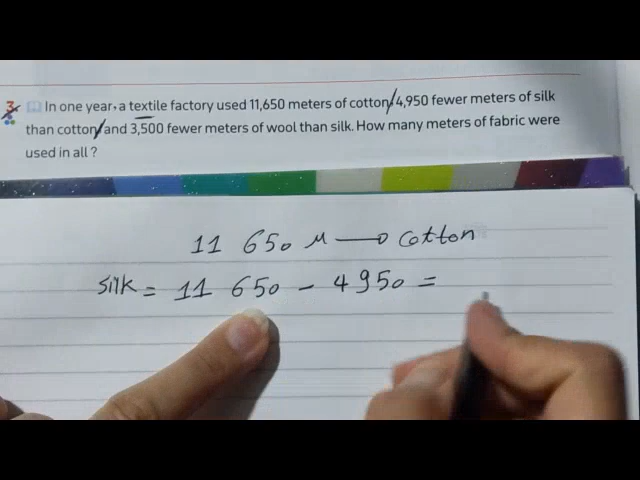 3 In one year, a textile factory used 11,650 meters of cotton, 4,950 fewer meters of silk
than cotton, and 3,500 fewer meters of wool than silk. How many meters of fabric were
used in all ?
11 650 M → cotton
silk = 11 650 - 4950 =